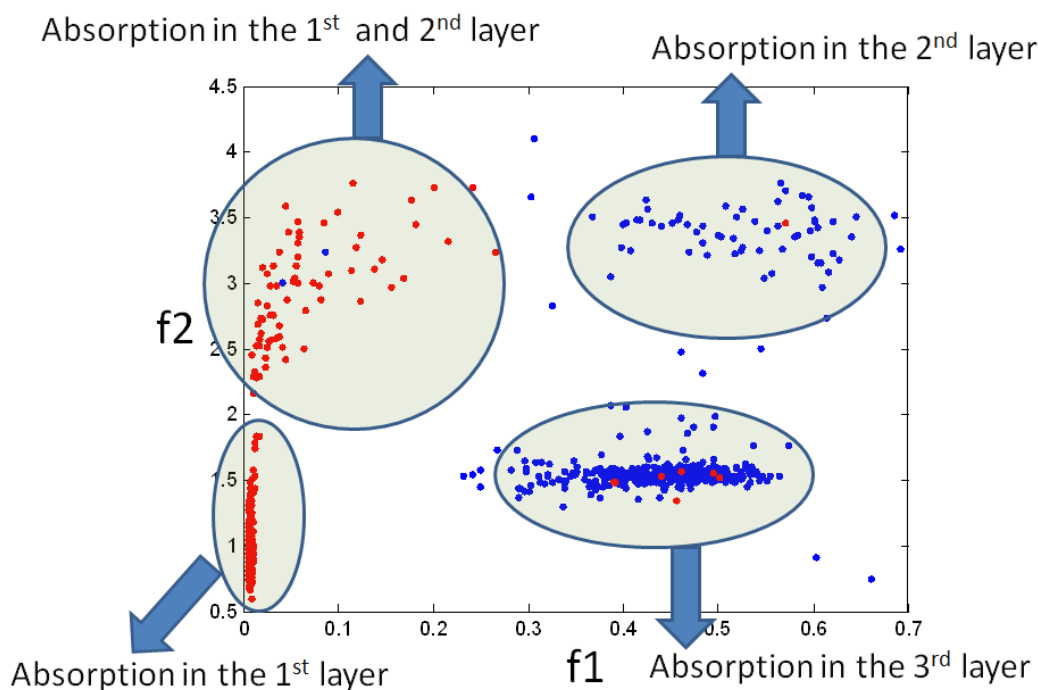 Absorption in the 1st and 2nd layer
Absorption in the 2nd layer
4.5
4
3.5
3
f2
2.5
2
1.5
1
0.5
0
0.1
0.2
0.3
0.4
0.5
0.6
0.7
Absorption in the 1st layer
f1
Absorption in the 3rd layer